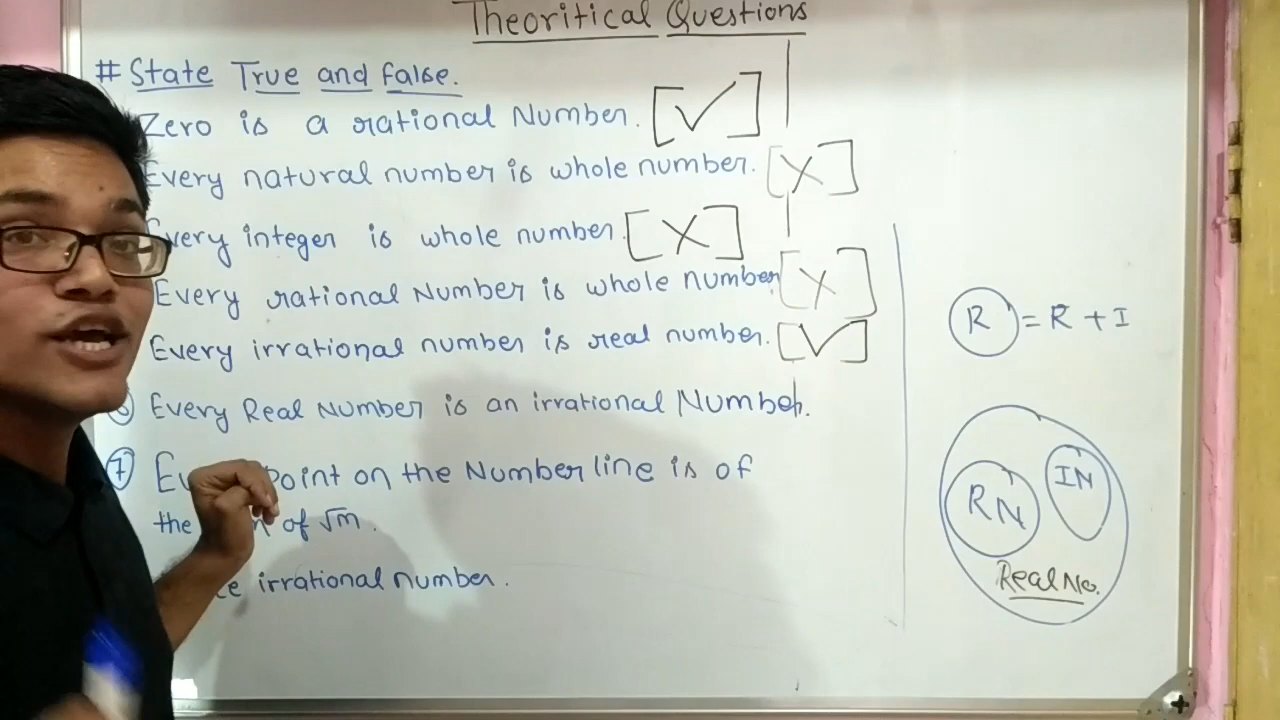 Theoritical Questions
# State True and false.
Zero is a rational Number. [✓]
Every natural number is whole number. [X]
Every integer is whole number [X]
Every rational Number is whole number [X]
Every irrational number is real number. [✓]
Every Real Number is an irrational Number.
7 point on the Number line is of
the of √m.
irrational number.
R = R + I
RN IN
Real No.